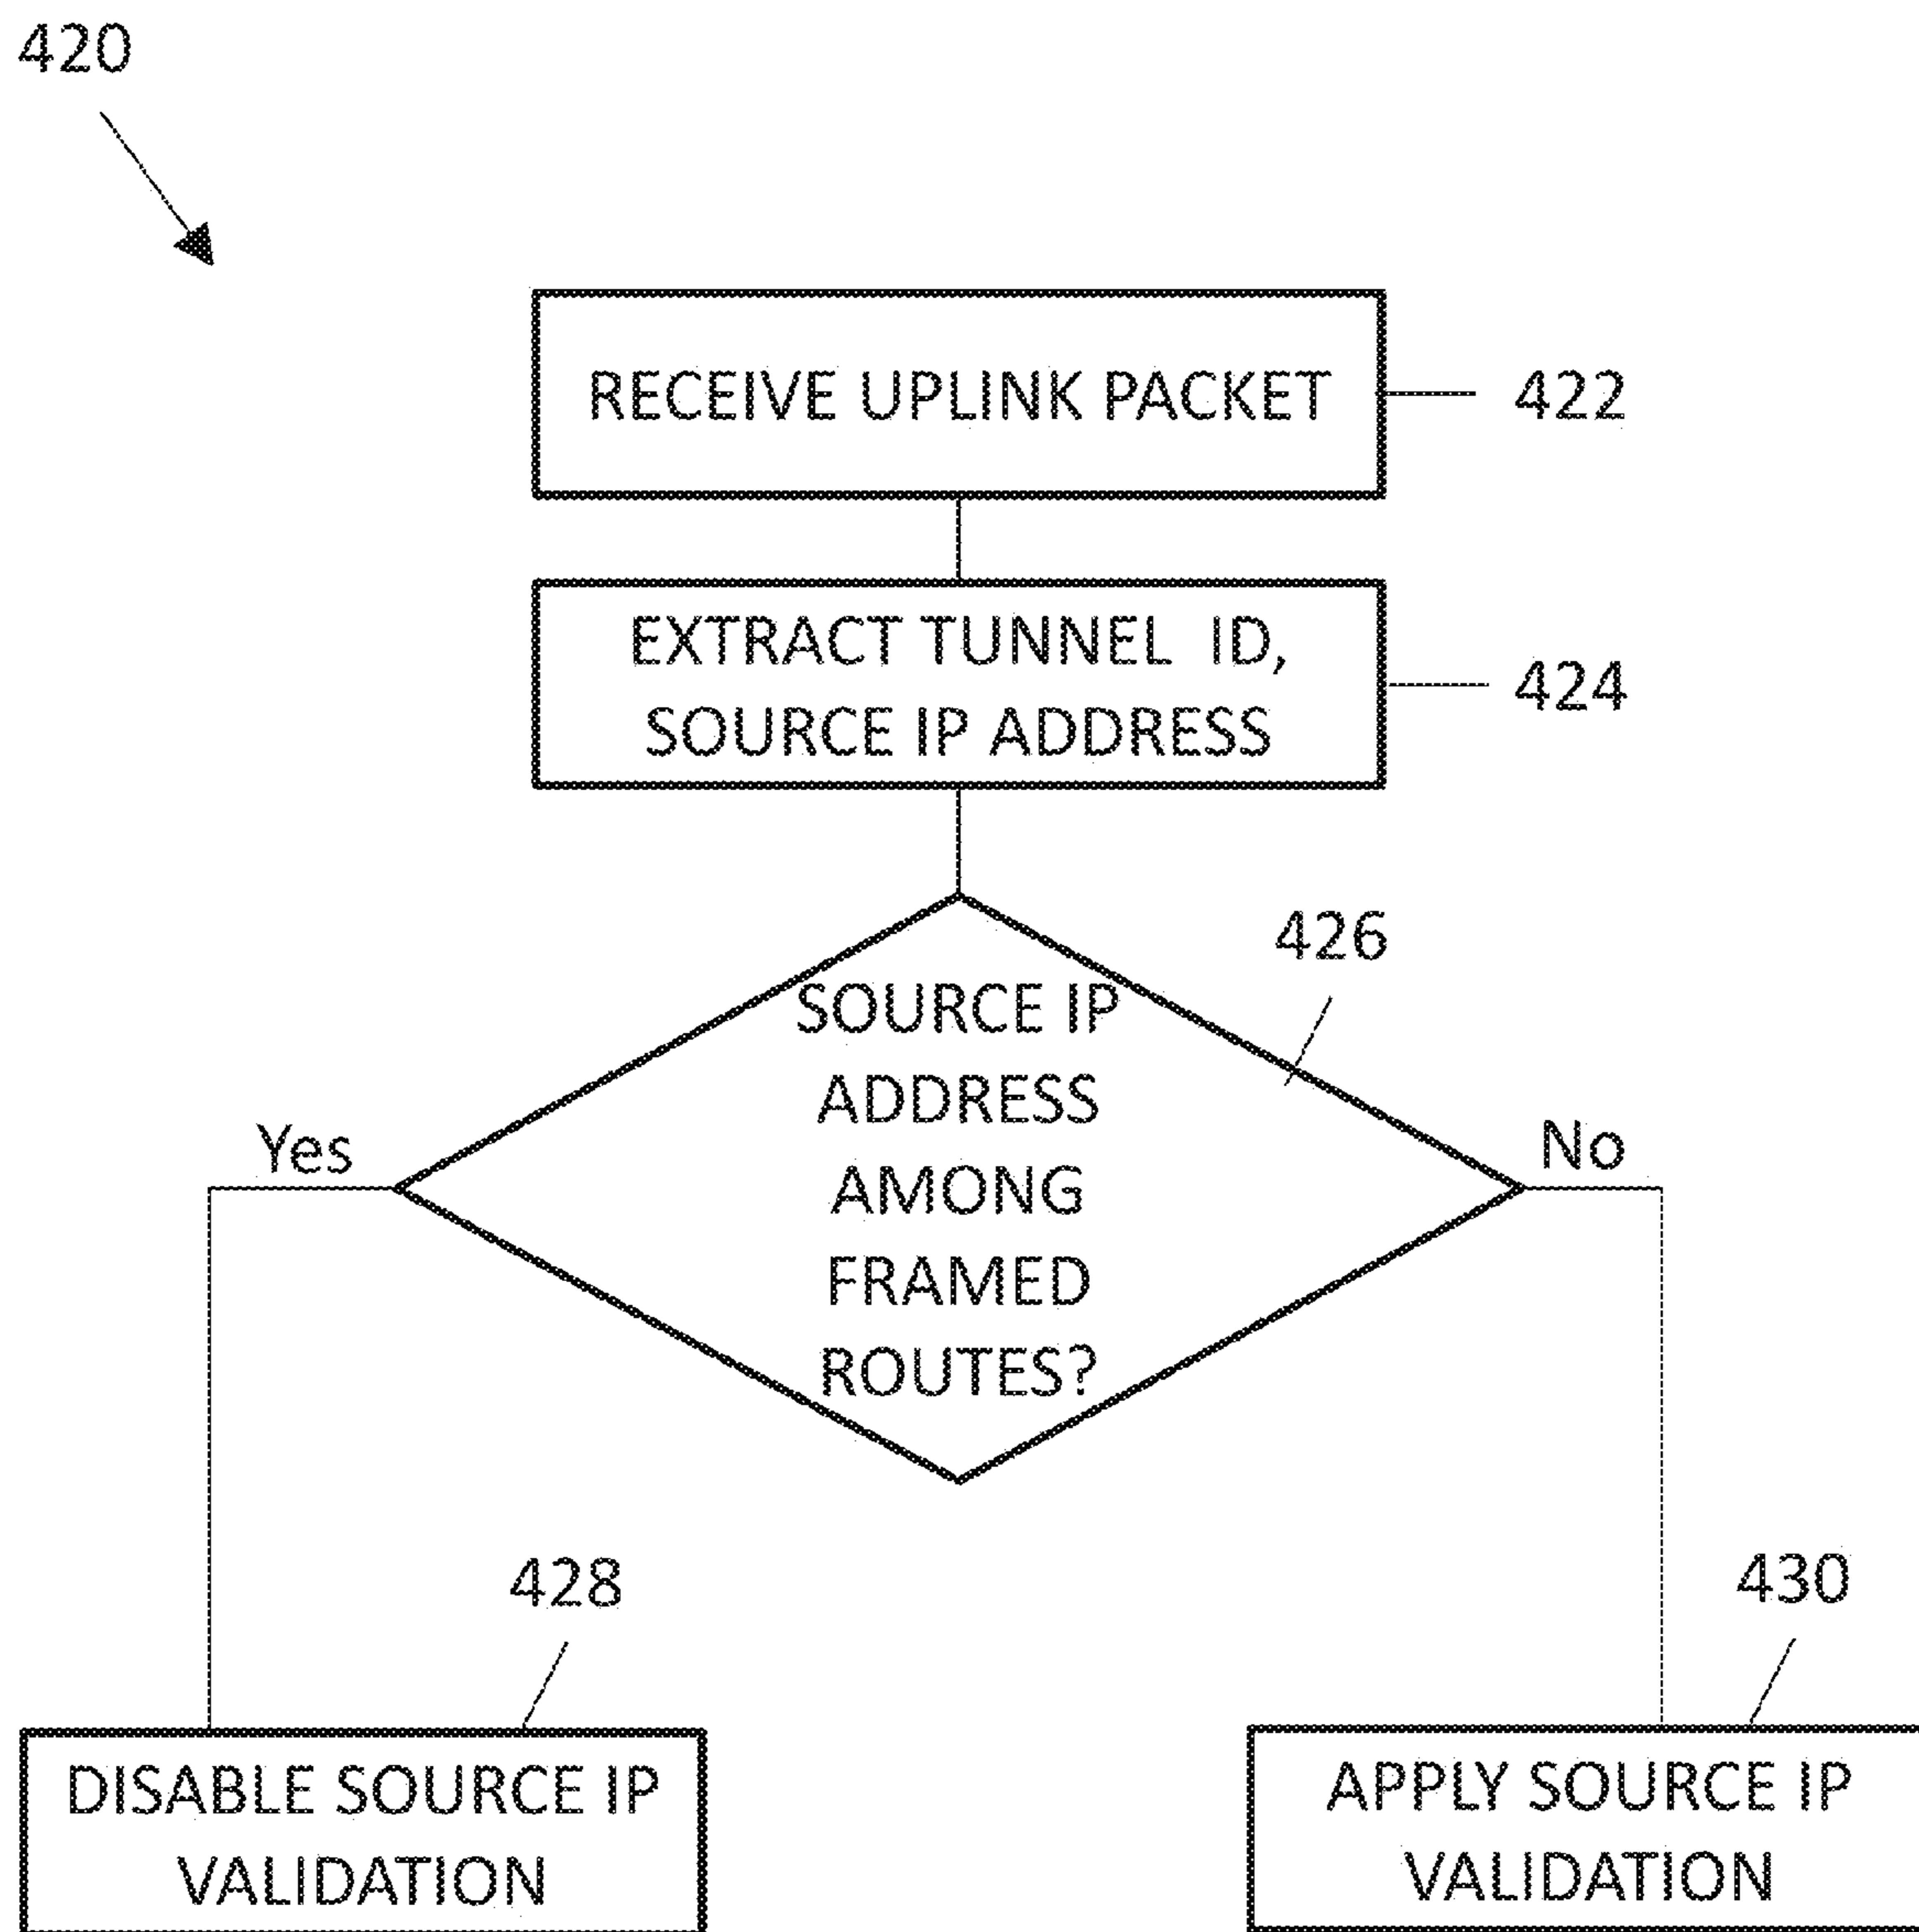 420
RECEIVE UPLINK PACKET
422
EXTRACT TUNNEL ID,
SOURCE IP ADDRESS
424
426
SOURCE IP
ADDRESS
AMONG
FRAMED
ROUTES?
Yes
No
428
430
DISABLE SOURCE IP
VALIDATION
APPLY SOURCE IP
VALIDATION